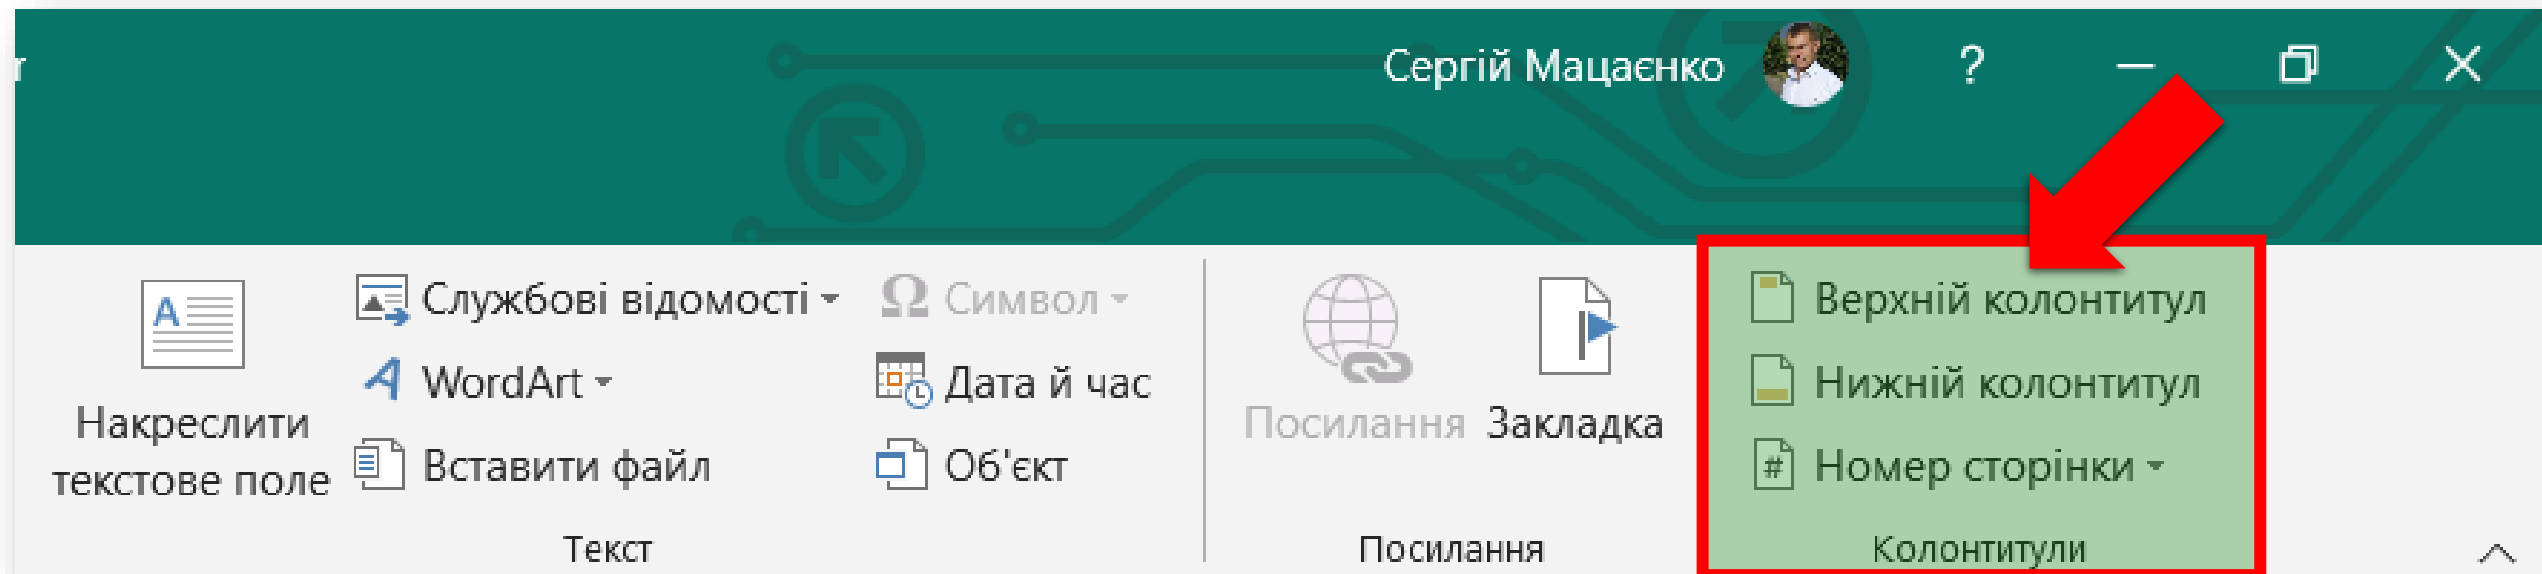 r
Сергій Мацаєнко
?
Накреслити
текстове поле
Службові відомості
WordArt
Вставити файл
Ω Символ
Дата й час
Об'єкт
Текст
Посилання
Закладка
Посилання
Верхній колонтитул
Нижній колонтитул
# Номер сторінки
Колонтитули